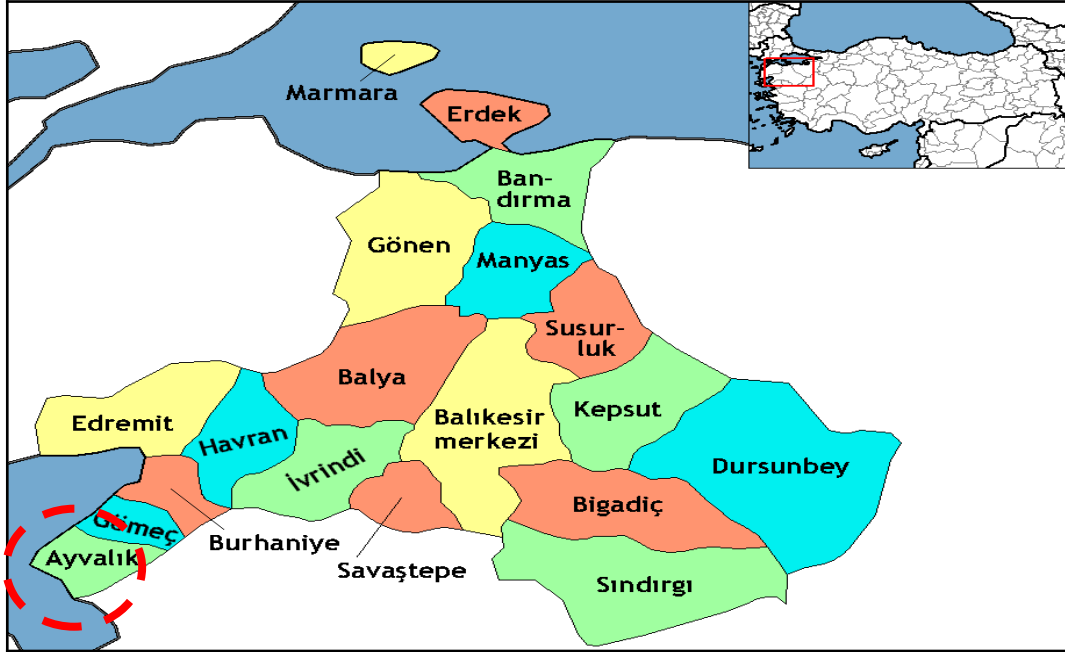 Marmara
Erdek
Ban-
dırma
Gönen
Manyas
Susur-
luk
Balya
Edremit
Havran
Balıkesir
merkezi
Kepsut
İvrindi
Dursunbey
Bigadiç
Gömeç
Burhaniye
Ayvalık
Savaştepe
Sındırgı